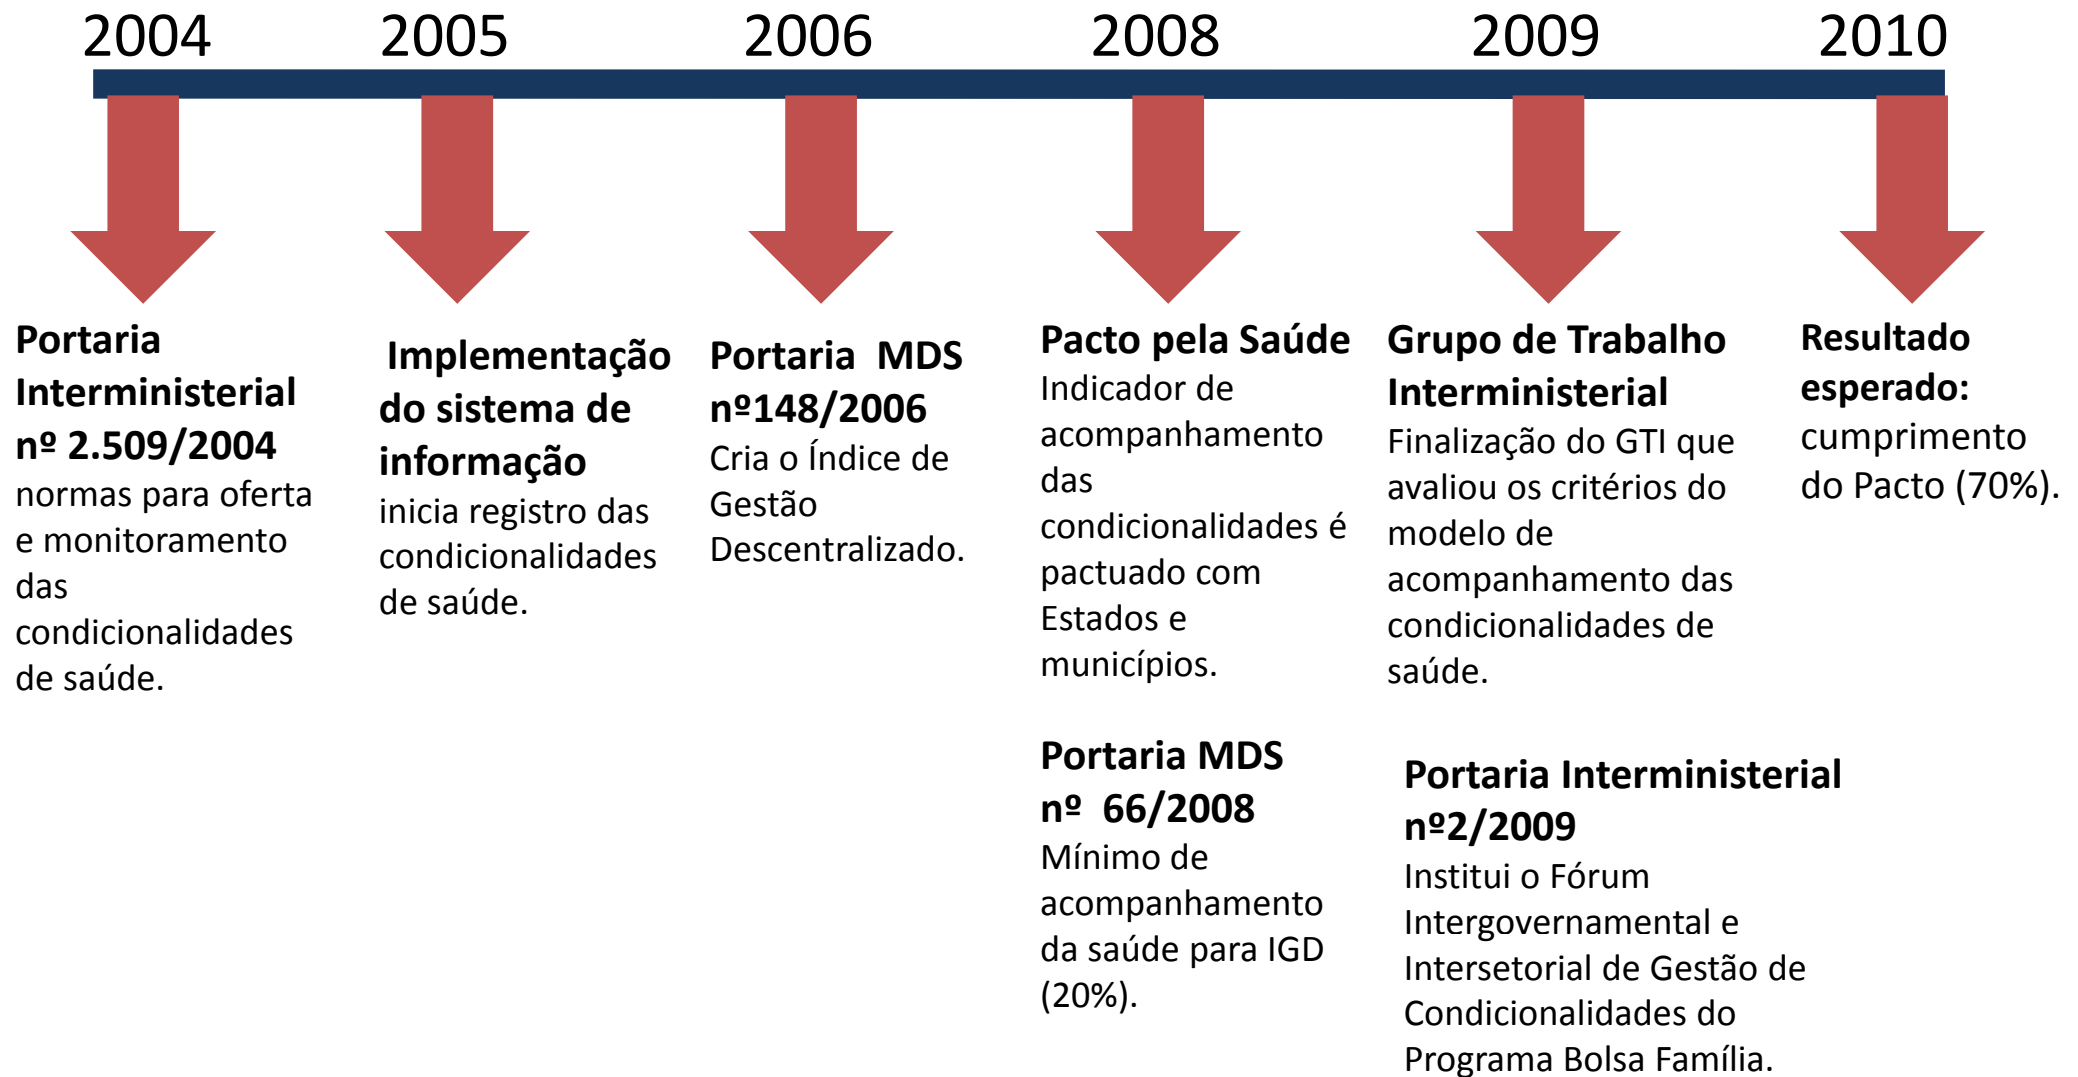 2004
2005
2006
2008
2009
2010
Portaria
Interministerial
nº 2.509/2004
normas para oferta
e monitoramento
das
condicionalidades
de saúde.
Implementação
do sistema de
informação
inicia registro das
condicionalidades
de saúde.
Portaria MDS
nº148/2006
Cria o Índice de
Gestão
Descentralizado.
Pacto pela Saúde
Indicador de
acompanhamento
das
condicionalidades é
pactuado com
Estados e
municípios.
Portaria MDS
nº 66/2008
Mínimo de
acompanhamento
da saúde para IGD
(20%).
Grupo de Trabalho
Interministerial
Finalização do GTI que
avaliou os critérios do
modelo de
acompanhamento das
condicionalidades de
saúde.
Portaria Interministerial
nº2/2009
Institui o Fórum
Intergovernamental e
Intersetorial de Gestão de
Condicionalidades do
Programa Bolsa Família.
Resultado
esperado:
cumprimento
do Pacto (70%).